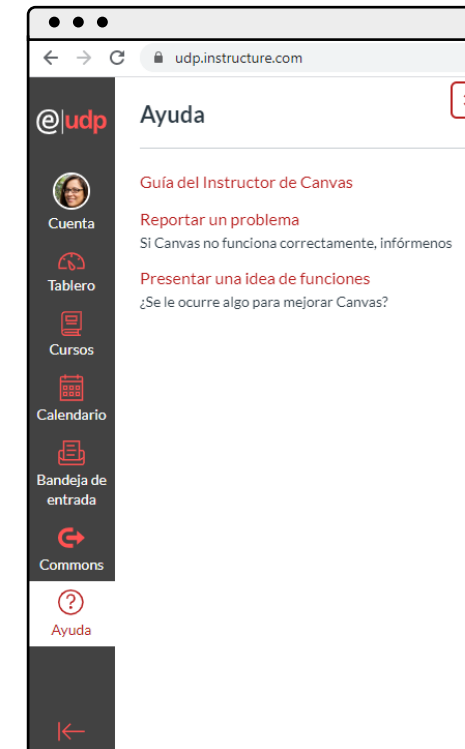 udp.instructure.com
e|udp
Cuenta
Tablero
Cursos
Calendario
Bandeja de
entrada
Commons
Ayuda
Ayuda
Guía del Instructor de Canvas
Reportar un problema
Si Canvas no funciona correctamente, infórmenos
Presentar una idea de funciones
¿Se le ocurre algo para mejorar Canvas?